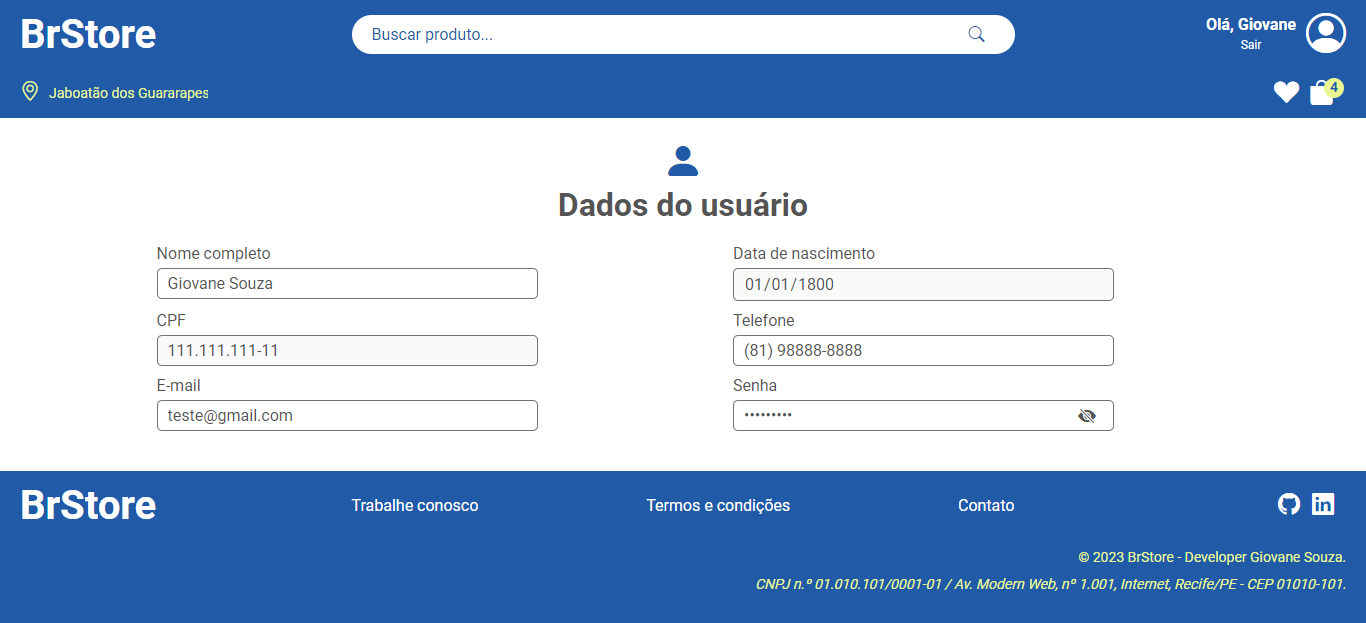 BrStore
Buscar produto...
Olá, Giovane
Sair
Jaboatão dos Guararapes
4
Dados do usuário
Nome completo
Data de nascimento
Giovane Souza
01/01/1800
CPF
Telefone
111.111.111-11
(81) 98888-8888
E-mail
Senha
teste@gmail.com
•••••••••
BrStore
Trabalhe conosco
Termos e condições
Contato
in
© 2023 BrStore - Developer Giovane Souza.
CNPJ n.º 01.010.101/0001-01 / Av. Modern Web, nº 1.001, Internet, Recife/PE - CEP 01010-101.